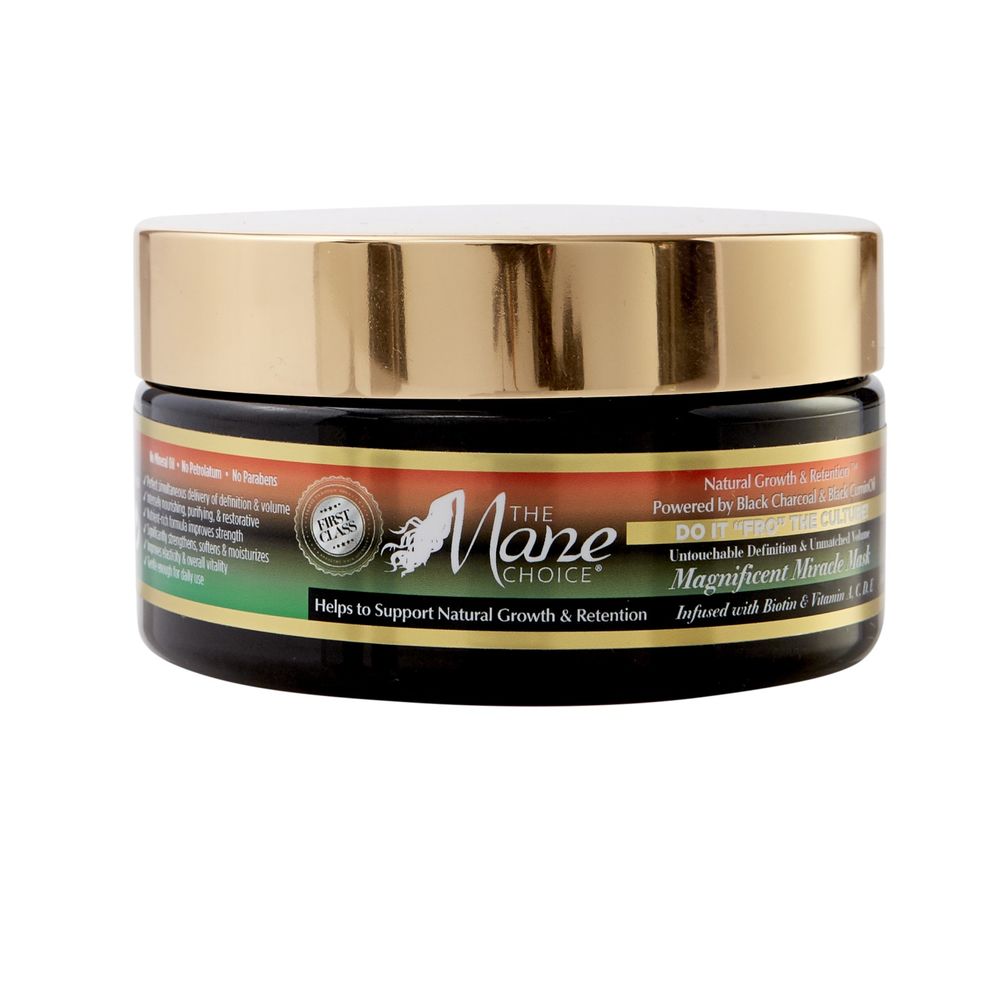 No Mineral Oil • No Petrolatum • No Parabens
Perfect simultaneous delivery of definition & volume
Intensely nourishing, purifying, & restorative
Nutrient-rich formula improves strength
Significantly strengthens, softens & moisturizes
Improves elasticity & overall vitality
Gentle enough for daily use
FIRST
CLASS
THE
Mane
CHOICE®
Helps to Support Natural Growth & Retention
Natural Growth & Retention™
Powered by Black Charcoal & Black Cumin Oil
DO IT "FRO" THE CULTURE!
Untouchable Definition & Unmatched Volume
Magnificent Miracle Mask
Infused with Biotin & Vitamin A, C, D, E